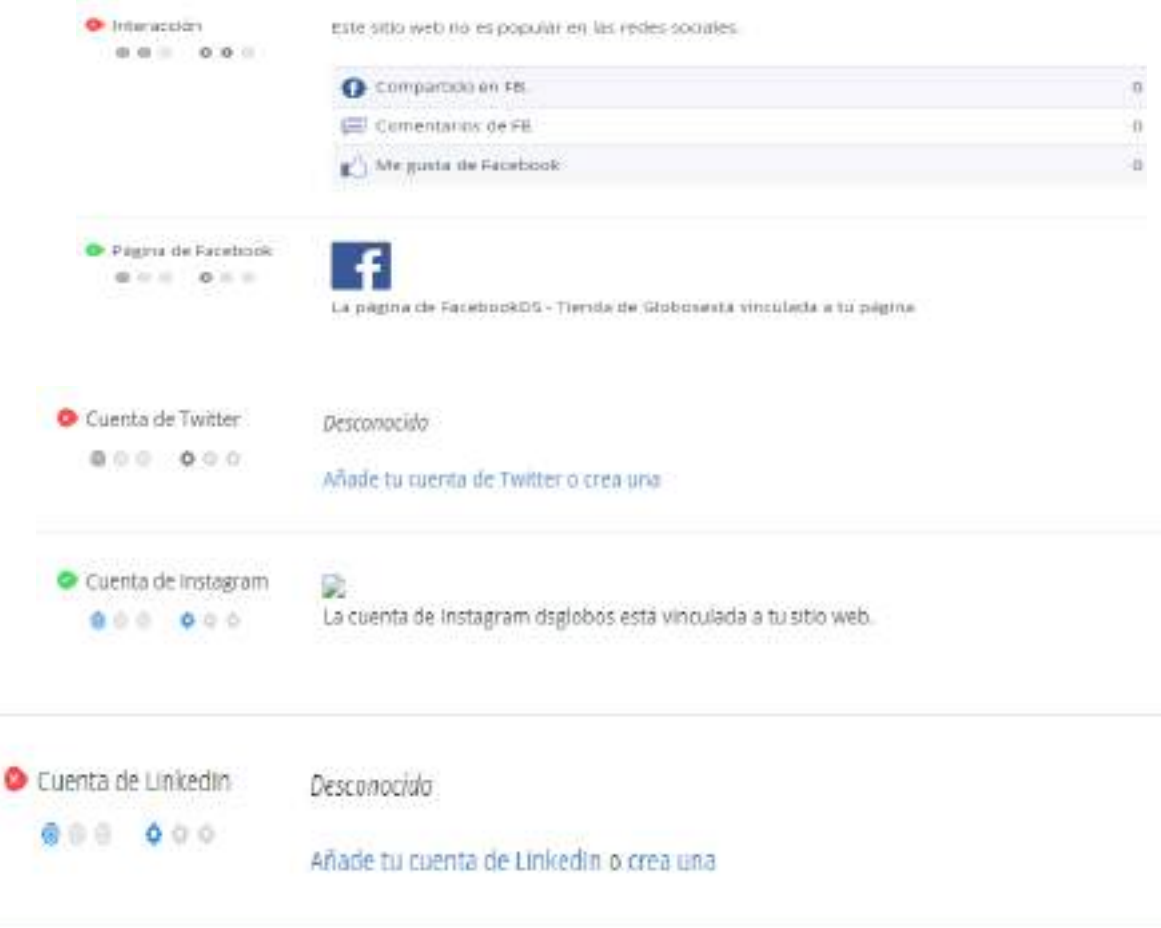 Interacción
Este sitio web no es popular en las redes sociales.
Compartido en FB. 0
Comentarios de FB 0
Me gusta de Facebook 0
Página de Facebook
La página de FacebookDS - Tienda de Globosestá vinculada a tu página
Cuenta de Twitter
Desconocido
Añade tu cuenta de Twitter o crea una
Cuenta de Instagram
La cuenta de Instagram dsglobos está vinculada a tu sitio web.
Cuenta de LinkedIn
Desconocido
Añade tu cuenta de LinkedIn o crea una